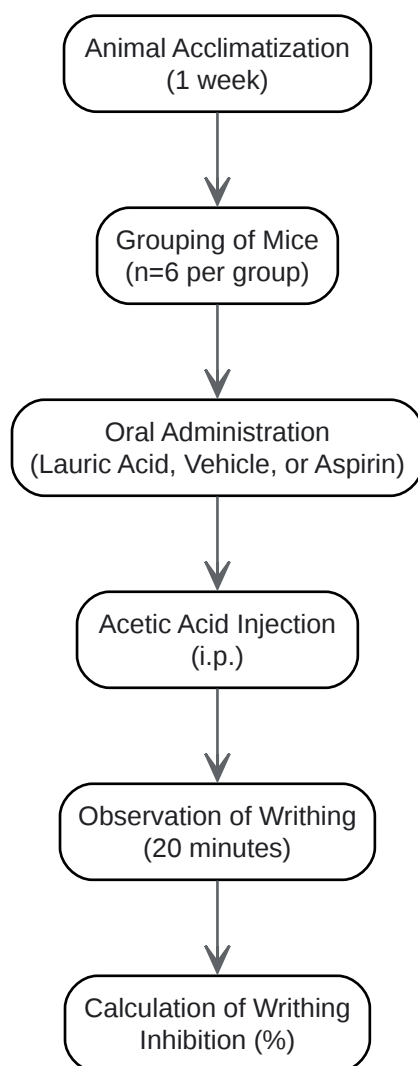 Animal Acclimatization
(1 week)
Grouping of Mice
(n=6 per group)
Oral Administration
(Lauric Acid, Vehicle, or Aspirin)
Acetic Acid Injection
(i.p.)
Observation of Writhing
(20 minutes)
Calculation of Writhing
Inhibition (%)